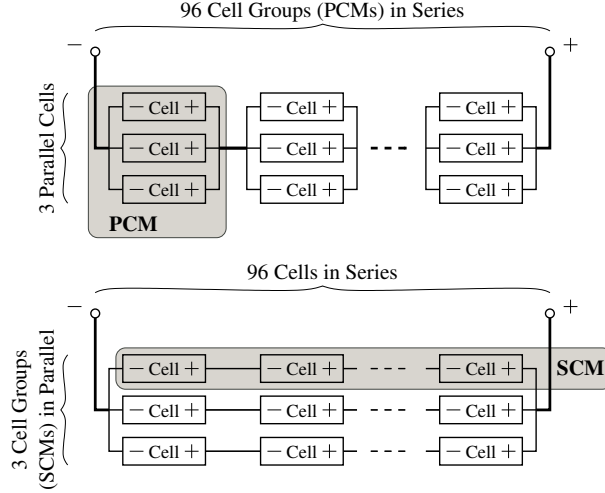 96 Cell Groups (PCMs) in Series
− +
3 Parallel Cells
− Cell + − Cell + − Cell +
− Cell + − Cell + − Cell +
− Cell + − Cell + − Cell +
PCM
96 Cells in Series
− +
3 Cell Groups
(SCMs) in Parallel
− Cell + − Cell + − Cell +
SCM
− Cell + − Cell + − Cell +
− Cell + − Cell + − Cell +